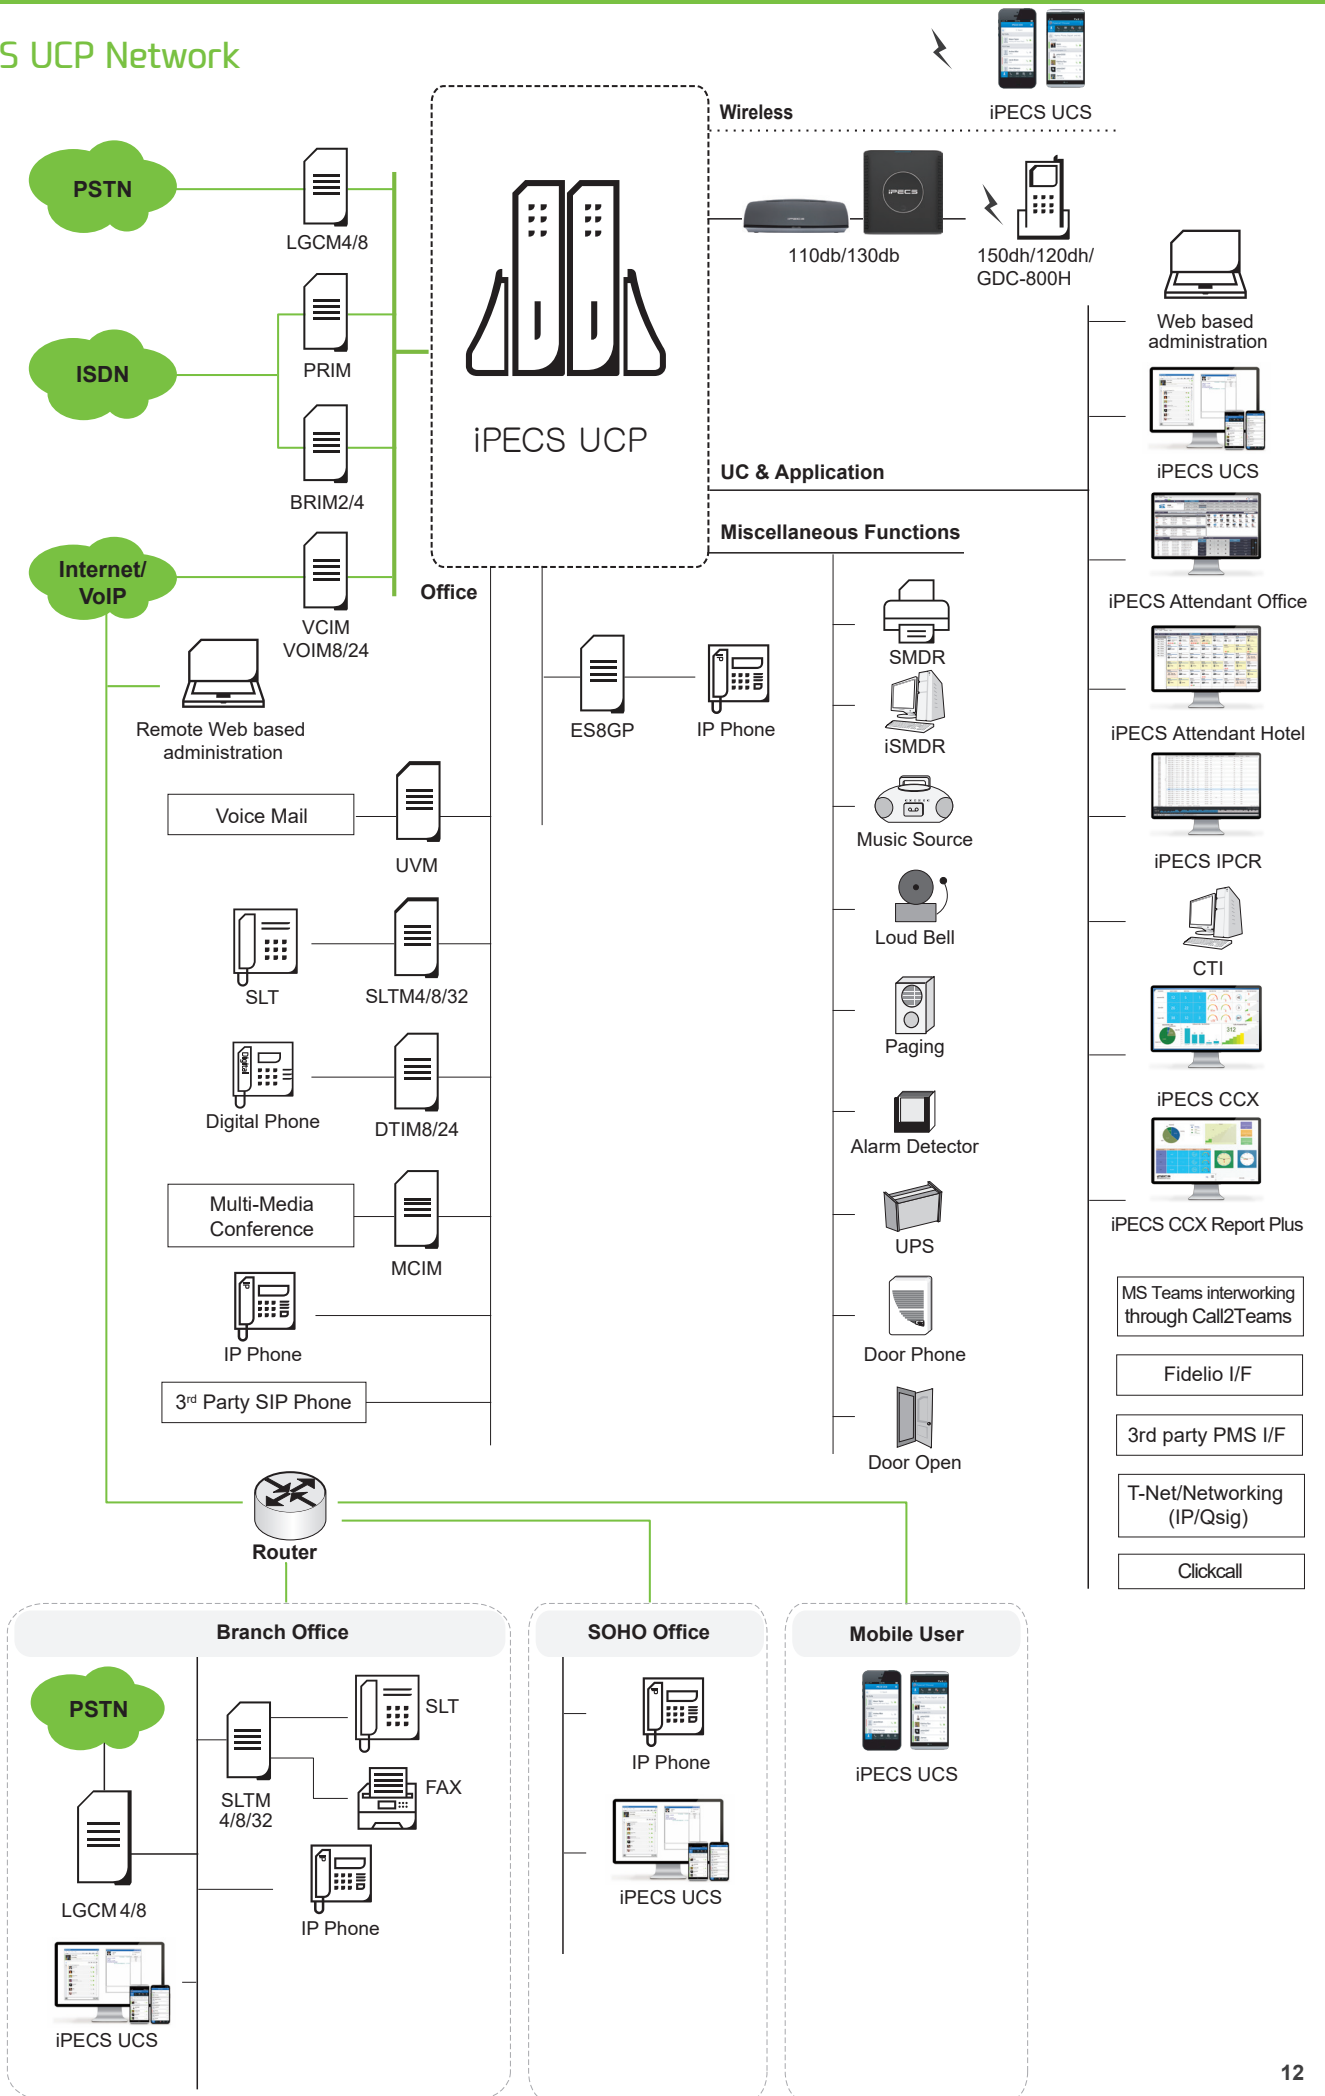 S UCP Network
Wireless
iPECS UCS
PSTN
LGCM4/8
iPECS
110db/130db
150dh/120dh/
GDC-800H
ISDN
PRIM
BRIM2/4
iPECS UCP
Internet/
VoIP
VCIM
VOIM8/24
Remote Web based
administration
Office
UC & Application
Miscellaneous Functions
Web based
administration
iPECS UCS
iPECS Attendant Office
iPECS Attendant Hotel
iPECS IPCR
CTI
312
iPECS CCX
iPECS CCX Report Plus
MS Teams interworking
through Call2Teams
Fidelio I/F
3rd party PMS I/F
T-Net/Networking
(IP/Qsig)
Clickcall
ES8GP
IP
IP Phone
SMDR
iSMDR
Music Source
Loud Bell
Paging
Alarm Detector
UPS
Door Phone
Door Open
Voice Mail
UVM
SLT
SLTM4/8/32
Digital
Digital Phone
DTIM8/24
Multi-Media
Conference
MCIM
IP
IP Phone
3rd Party SIP Phone
Router
Branch Office
PSTN
LGCM 4/8
iPECS UCS
SLTM
4/8/32
SLT
FAX
IP
IP Phone
SOHO Office
IP
IP Phone
iPECS UCS
Mobile User
iPECS UCS
12